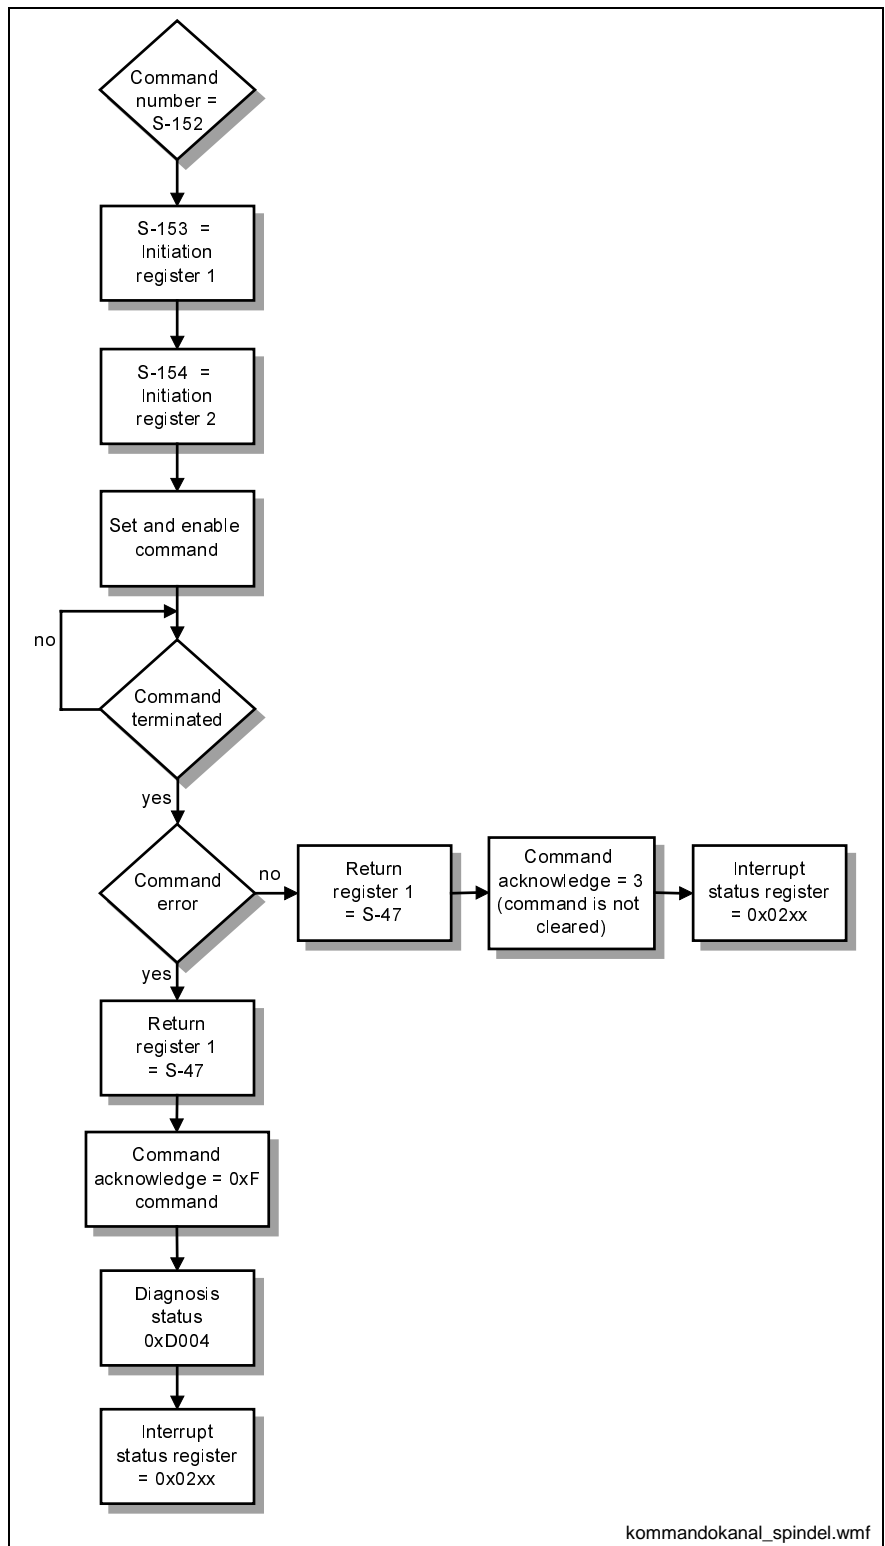 Command
number =
S-152
S-153 =
Initiation
register 1
S-154 =
Initiation
register 2
Set and enable
command
no
Command
terminated
yes
Command
error
no
Return
register 1
= S-47
Command
acknowledge = 3
(command is not
cleared)
Interrupt
status register
= 0x02xx
yes
Return
register 1
= S-47
Command
acknowledge = 0xF
command
Diagnosis
status
0xD004
Interrupt
status register
= 0x02xx
kommandokanal_spindel.wmf